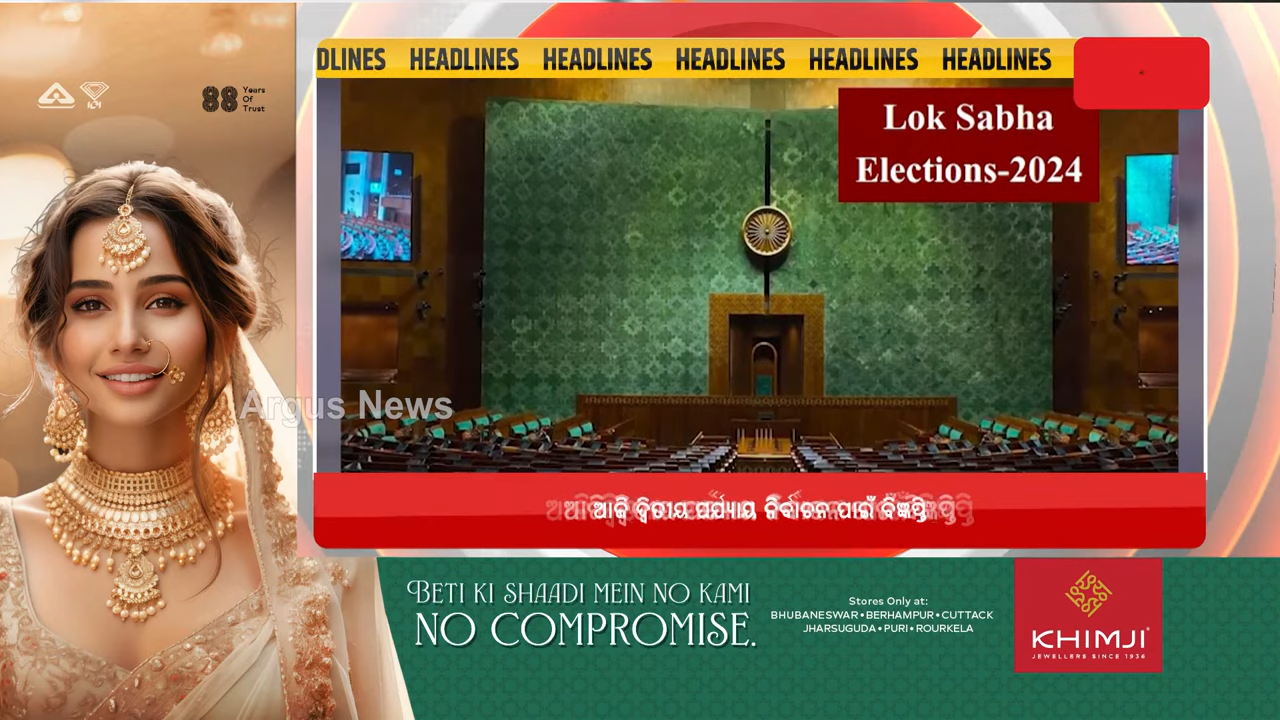 DLINES HEADLINES HEADLINES HEADLINES HEADLINES HEADLINES
Lok Sabha
Elections-2024
88 Years
Of
Trust
Argus News
ଆଜି ଦ୍ୱିତୀୟ ପର୍ଯ୍ୟାୟ ନିର୍ବାଚନ ପାଇଁ ବିଜ୍ଞପ୍ତି
BETI KI SHAADI MEIN NO KAMI
NO COMPROMISE.
Stores Only at:
BHUBANESWAR • BERHAMPUR • CUTTACK
JHARSUGUDA • PURI • ROURKELA
KHIMJI
JEWELLERS SINCE 1936